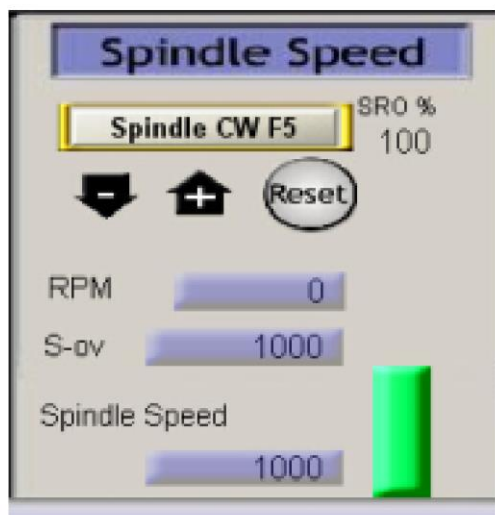 Spindle Speed
Spindle CW F5
SRO %
100
- + Reset
RPM 0
S-ov 1000
Spindle Speed
1000